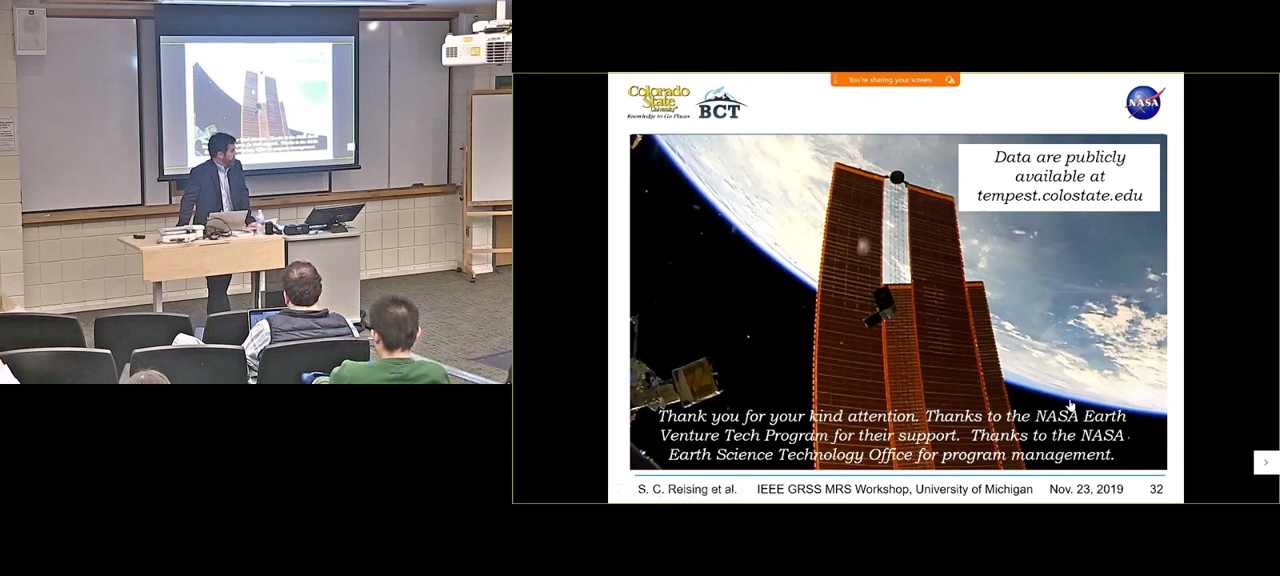 You're sharing your screen.
Colorado
State
University
Knowledge to Go Places
BCT
NASA
Data are publicly
available at
tempest.colostate.edu
Thank you for your kind attention. Thanks to the NASA Earth
Venture Tech Program for their support. Thanks to the NASA
Earth Science Technology Office for program management.
S. C. Reising et al. IEEE GRSS MRS Workshop, University of Michigan Nov. 23, 2019 32